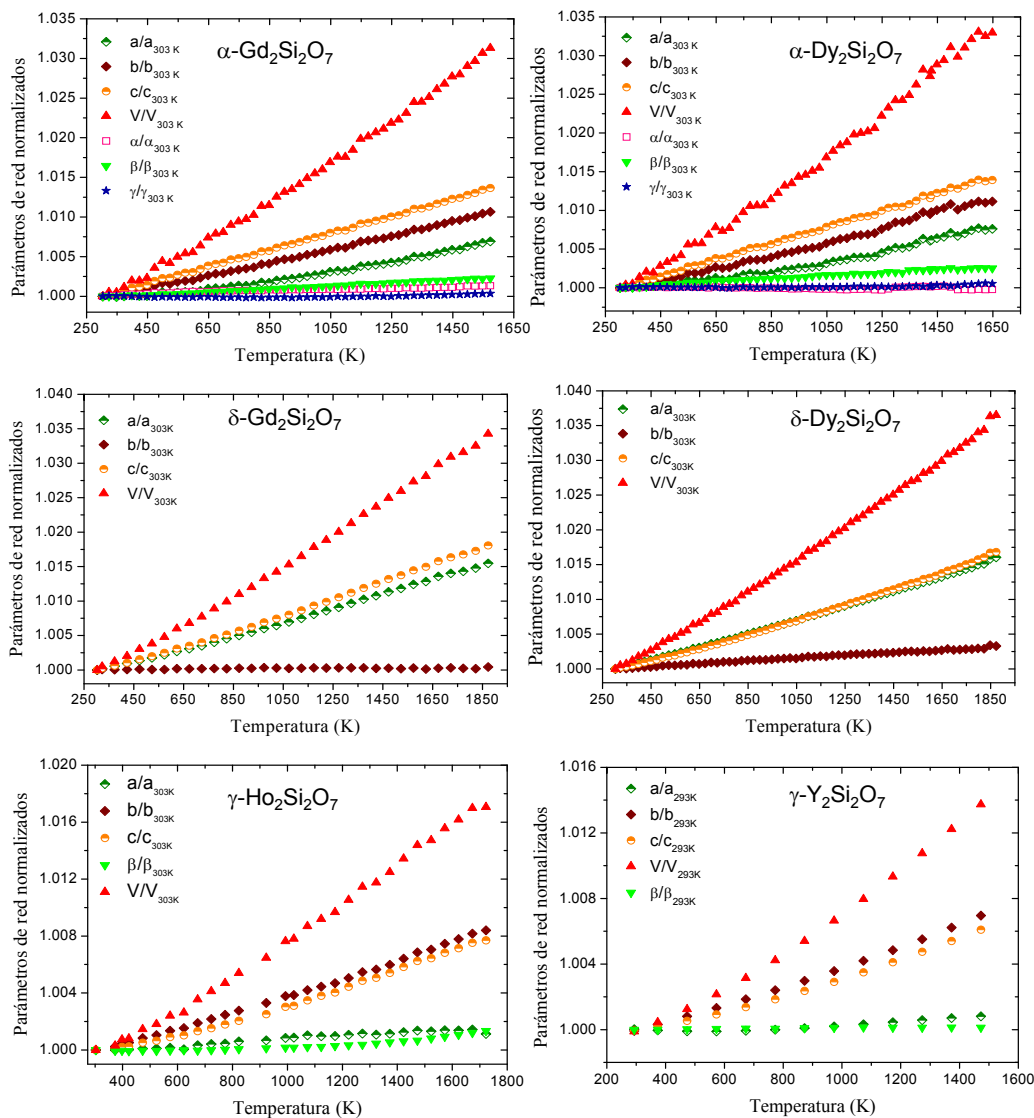 α-Gd2Si2O7
a/a303 K
b/b303 K
c/c303 K
V/V303 K
α/α303 K
β/β303 K
γ/γ303 K
1.035
1.030
1.025
1.020
1.015
1.010
1.005
1.000
250 450 650 850 1050 1250 1450 1650
Temperatura (K)
Parámetros de red normalizados
α-Dy2Si2O7
a/a303 K
b/b303 K
c/c303 K
V/V303 K
α/α303 K
β/β303 K
γ/γ303 K
1.035
1.030
1.025
1.020
1.015
1.010
1.005
1.000
250 450 650 850 1050 1250 1450 1650
Temperatura (K)
Parámetros de red normalizados
δ-Gd2Si2O7
a/a303K
b/b303K
c/c303K
V/V303K
1.040
1.035
1.030
1.025
1.020
1.015
1.010
1.005
1.000
250 450 650 850 1050 1250 1450 1650 1850
Temperatura (K)
Parámetros de red normalizados
δ-Dy2Si2O7
a/a303K
b/b303K
c/c303K
V/V303K
1.040
1.035
1.030
1.025
1.020
1.015
1.010
1.005
1.000
250 450 650 850 1050 1250 1450 1650 1850
Temperatura (K)
Parámetros de red normalizados
γ-Ho2Si2O7
a/a303K
b/b303K
c/c303K
β/β303K
V/V303K
1.020
1.016
1.012
1.008
1.004
1.000
400 600 800 1000 1200 1400 1600 1800
Temperatura (K)
Parámetros de red normalizados
γ-Y2Si2O7
a/a293K
b/b293K
c/c293K
V/V293K
β/β293K
1.016
1.012
1.008
1.004
1.000
200 400 600 800 1000 1200 1400 1600
Temperatura (K)
Parámetros de red normalizados